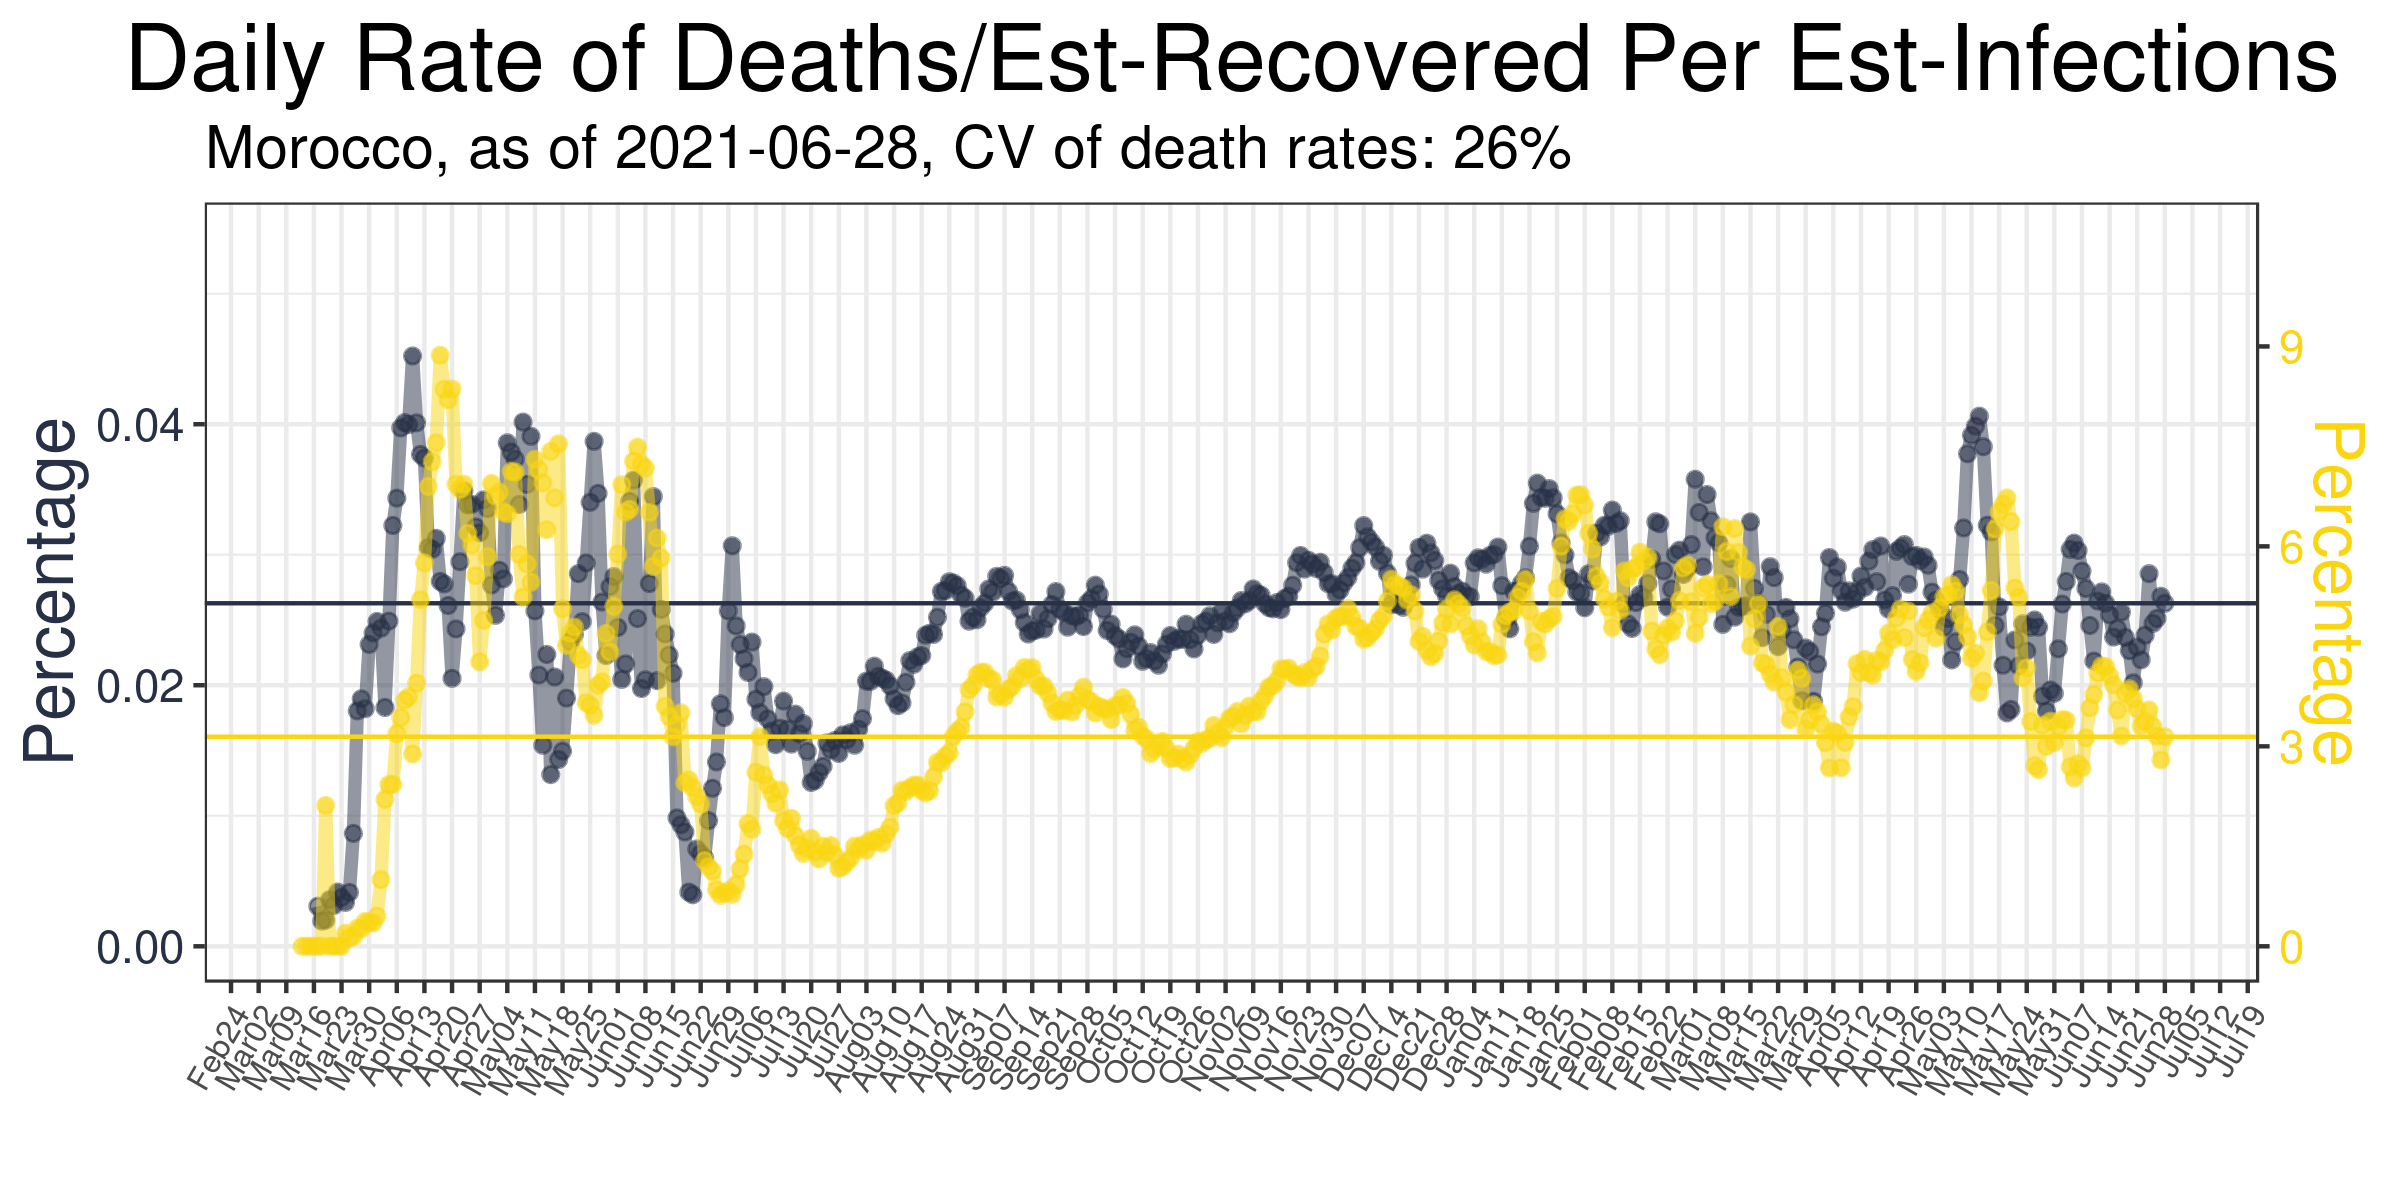 Daily Rate of Deaths/Est-Recovered Per Est-Infections
Morocco, as of 2021-06-28, CV of death rates: 26%
Percentage
0.04
0.02
0.00
9
6
3
0
Percentage
Feb24
Mar02
Mar09
Mar16
Mar23
Mar30
Apr06
Apr13
Apr20
Apr27
May04
May11
May18
May25
Jun01
Jun08
Jun15
Jun22
Jun29
Jul06
Jul13
Jul20
Jul27
Aug03
Aug10
Aug17
Aug24
Aug31
Sep07
Sep14
Sep21
Sep28
Oct05
Oct12
Oct19
Oct26
Nov02
Nov09
Nov16
Nov23
Nov30
Dec07
Dec14
Dec21
Dec28
Jan04
Jan11
Jan18
Jan25
Feb01
Feb08
Feb15
Feb22
Mar01
Mar08
Mar15
Mar22
Mar29
Apr05
Apr12
Apr19
Apr26
May03
May10
May17
May24
May31
Jun07
Jun14
Jun21
Jun28
Jul05
Jul12
Jul19